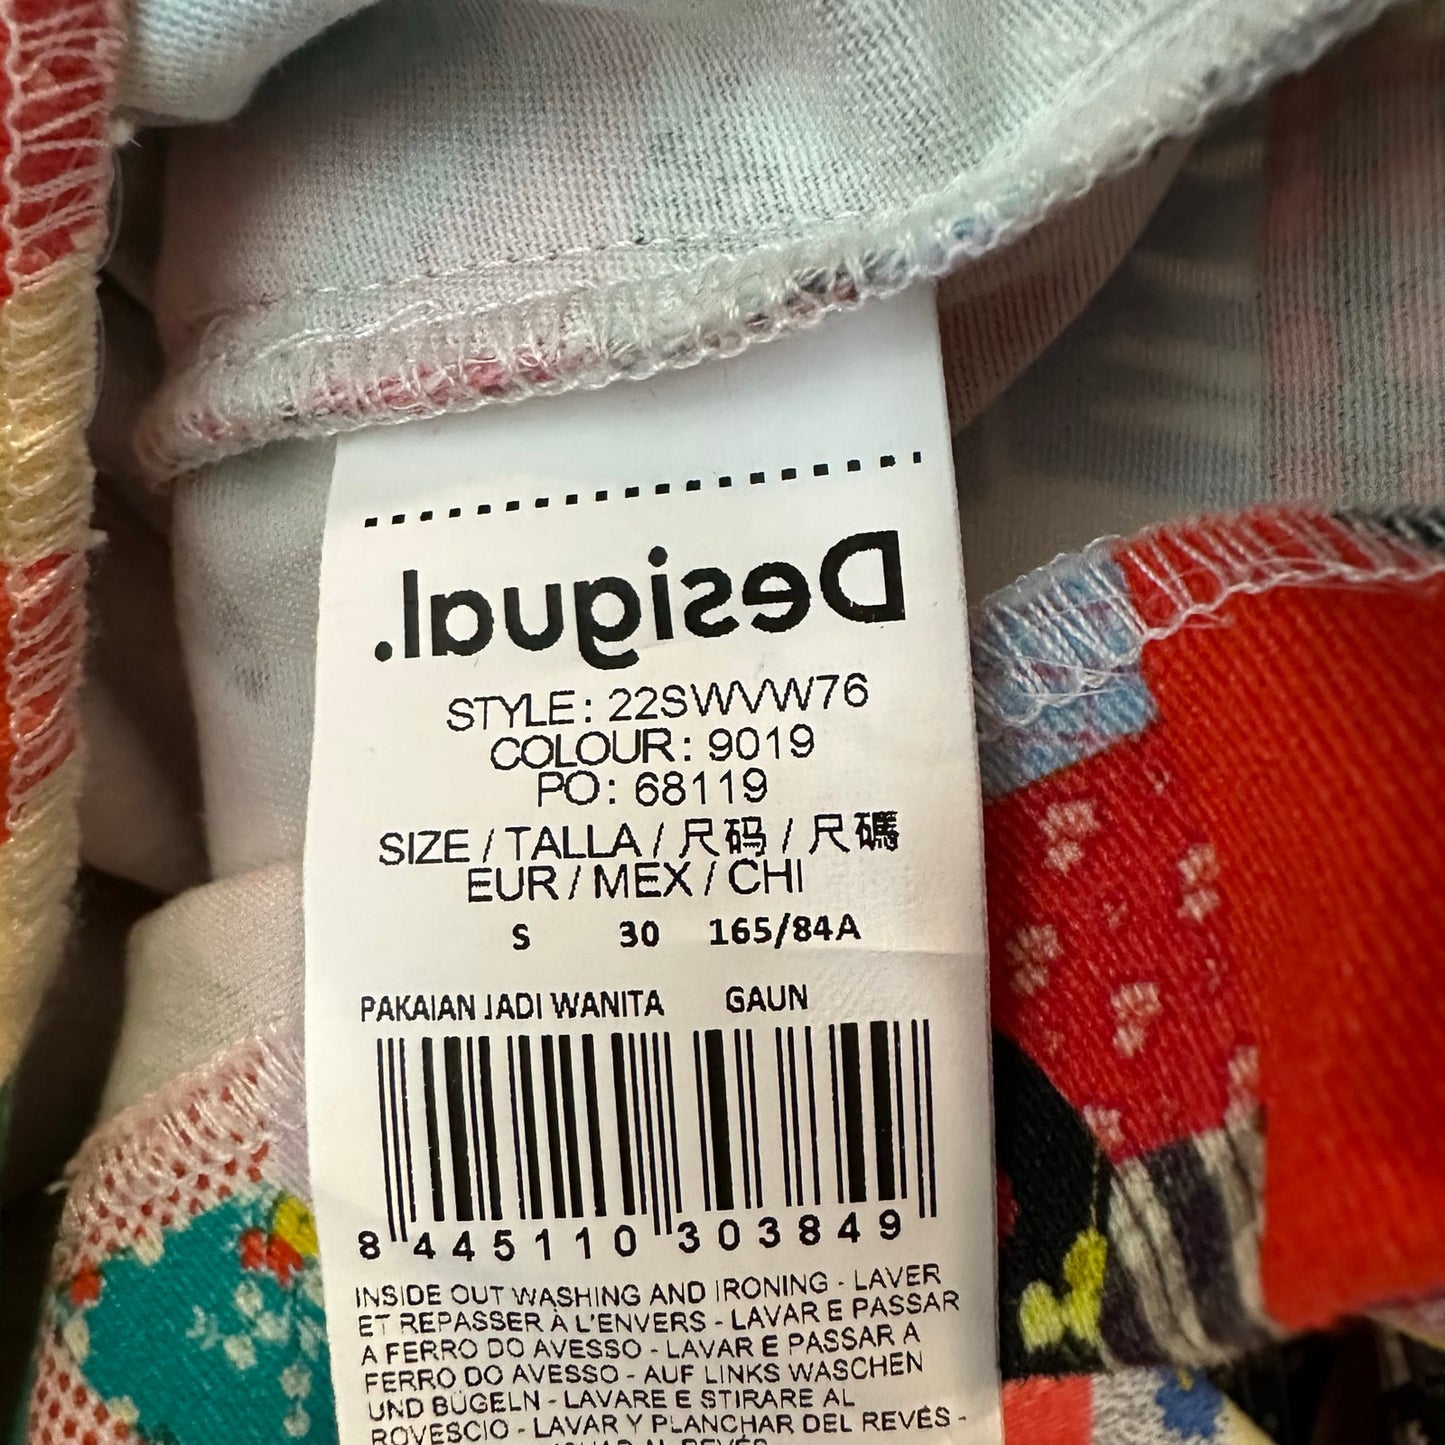 Desigual.
STYLE: 22SWVW76
COLOUR: 9019
PO: 68119
SIZE / TALLA / 尺码 / 尺碼
EUR / MEX / CHI
S 30 165/84A
PAKAIAN JADI WANITA GAUN
8 445110 303849
INSIDE OUT WASHING AND IRONING - LAVER
ET REPASSER À L'ENVERS - LAVAR E PASSAR
A FERRO DO AVESSO - LAVAR E PASSAR A
FERRO DO AVESSO - AUF LINKS WASCHEN
UND BÜGELN - LAVARE E STIRARE AL
ROVESCIO - LAVAR Y PLANCHAR DEL REVÉS -